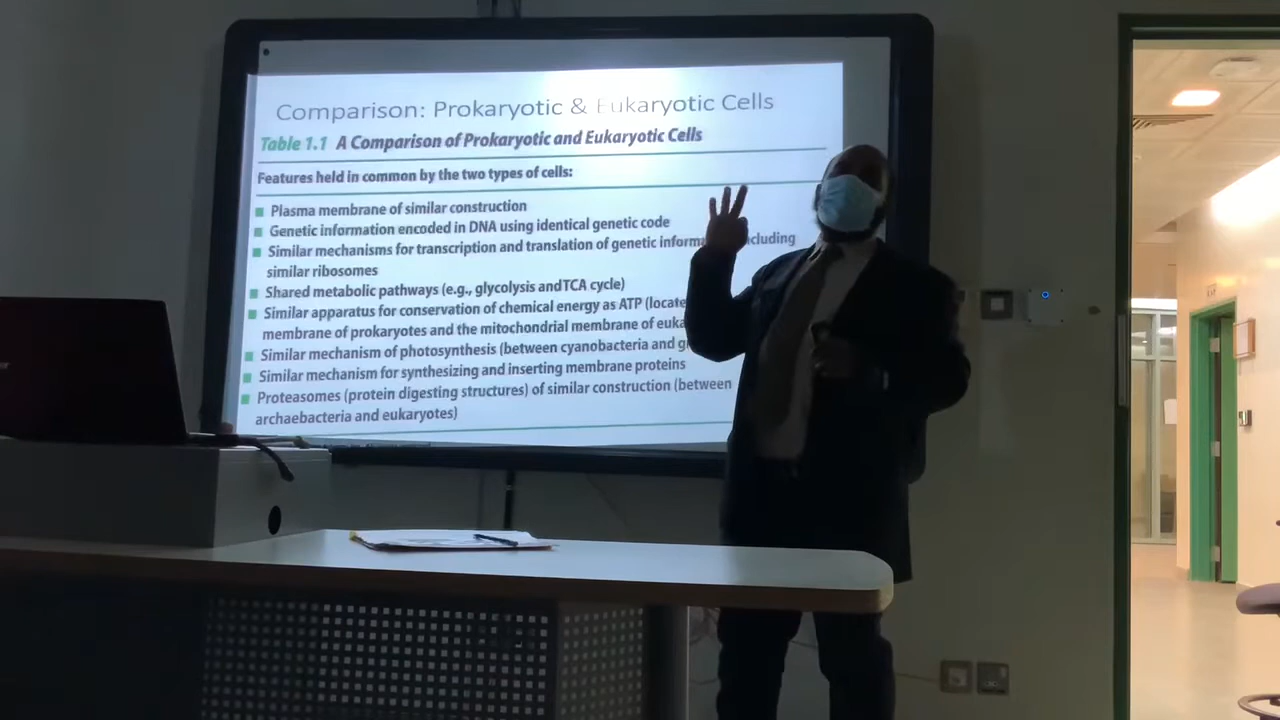 Comparison: Prokaryotic & Eukaryotic Cells
Table 1.1 A Comparison of Prokaryotic and Eukaryotic Cells
Features held in common by the two types of cells:
■ Plasma membrane of similar construction
■ Genetic information encoded in DNA using identical genetic code
■ Similar mechanisms for transcription and translation of genetic
similar ribosomes
■ Shared metabolic pathways (e.g., glycolysis andTCA cycle)
■ Similar apparatus for conservation of chemical energy as ATP
membrane of prokaryotes and the mitochondrial membrane of
■ Similar mechanism of photosynthesis (between cyanobacteria and
■ Similar mechanism for synthesizing and inserting membrane proteins
■ Proteasomes (protein digesting structures) of similar construction (between
archaebacteria and eukaryotes)